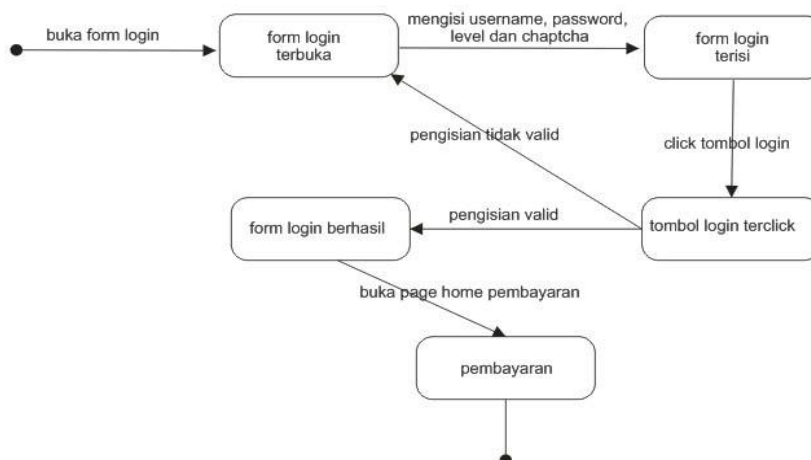 buka form login
form login
terbuka
mengisi username, password,
level dan chaptcha
form login
terisi
pengisian tidak valid
click tombol login
form login berhasil
pengisian valid
tombol login terclick
buka page home pembayaran
pembayaran